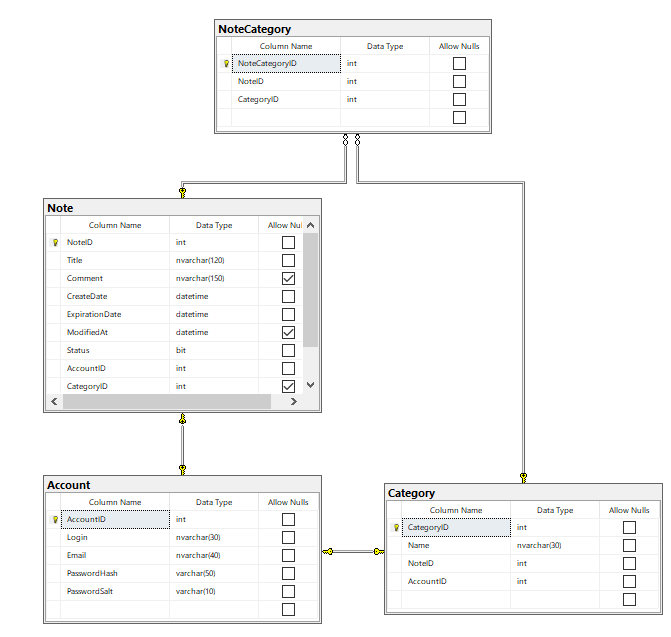 NoteCategory
Column Name Data Type Allow Nulls
NoteCategoryID int
NoteID int
CategoryID int
Note
Column Name Data Type Allow Nul
NoteID int
Title nvarchar(120)
Comment nvarchar(150)
CreateDate datetime
ExpirationDate datetime
ModifiedAt datetime
Status bit
AccountID int
CategoryID int
Account
Column Name Data Type Allow Nulls
AccountID int
Login nvarchar(30)
Email nvarchar(40)
PasswordHash varchar(50)
PasswordSalt varchar(10)
Category
Column Name Data Type Allow Nulls
CategoryID int
Name nvarchar(30)
NoteID int
AccountID int